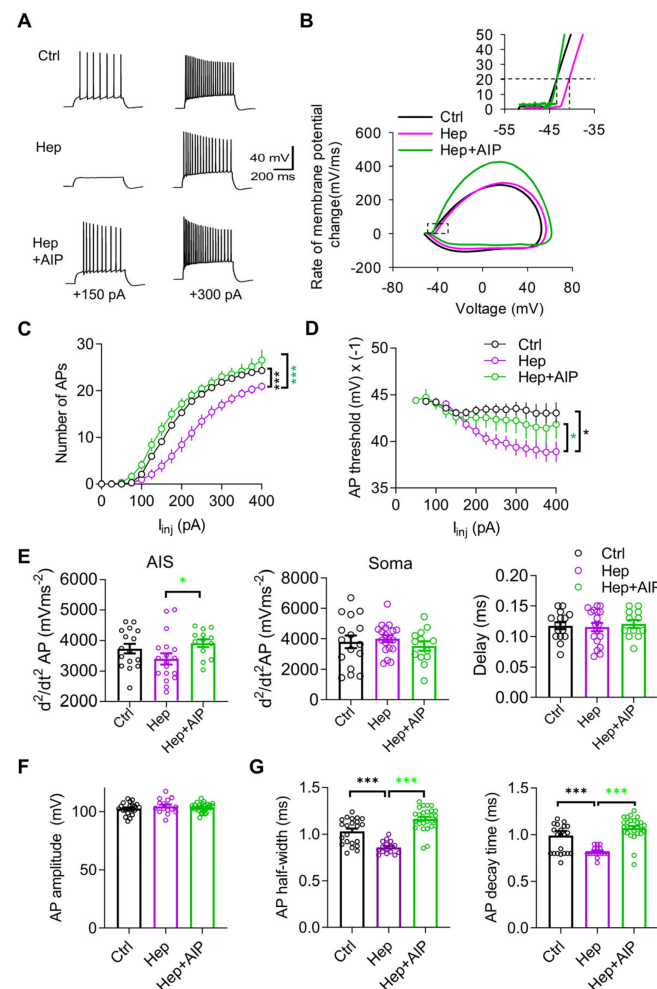 A
Ctrl
Hep
Hep
+AIP
40 mV
200 ms
+150 pA
+300 pA
B
50
40
30
20
10
0
-55
-45
-35
Ctrl
Hep
Hep+AIP
Rate of membrane potential
change(mV/ms)
600
400
200
0
-200
-80
-40
0
40
80
Voltage (mV)
C
Number of APs
30
20
10
0
0
100
200
300
400
Iinj (pA)
***
***
D
Ctrl
Hep
Hep+AIP
AP threshold (mV) x (-1)
50
45
40
35
0
100
200
300
400
Iinj (pA)
*
*
E
AIS
d²/dt² AP (mVms⁻²)
6000
5000
4000
3000
2000
*
Ctrl
Hep
Hep+AIP
Soma
d²/dt²AP (mVms⁻²)
8000
6000
4000
2000
0
Ctrl
Hep
Hep+AIP
Ctrl
Hep
Hep+AIP
Delay (ms)
0.20
0.15
0.10
0.05
0.00
Ctrl
Hep
Hep+AIP
F
AP amplitude (mV)
100
0
Ctrl
Hep
Hep+AIP
G
AP half-width (ms)
1.5
1.0
0.5
0.0
***
***
Ctrl
Hep
Hep+AIP
AP decay time (ms)
1.5
1.0
0.5
0.0
***
***
Ctrl
Hep
Hep+AIP